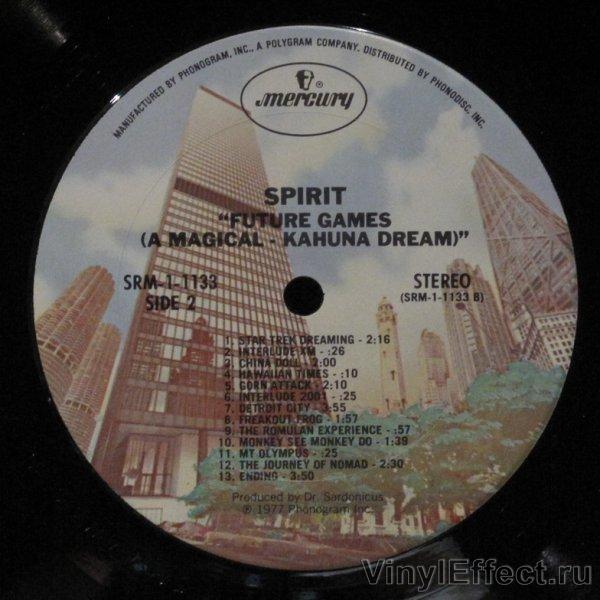 MANUFACTURED BY PHONOGRAM, INC., A POLYGRAM COMPANY. DISTRIBUTED BY PHONODISC, INC.
®
mercury
SPIRIT
"FUTURE GAMES
(A MAGICAL - KAHUNA DREAM)"
SRM-1-1133
SIDE 2
STEREO
(SRM-1-1133 B)
1. STAR TREK DREAMING - 2:16
2. INTERLUDE XM - :26
3. CHINA DOLL - 2:00
4. HAWAIIAN TIMES - :10
5. GORN ATTACK - 2:10
6. INTERLUDE 2001 - :25
7. DETROIT CITY - 3:55
8. FREAKOUT FROG - 1:57
9. THE ROMULAN EXPERIENCE - :57
10. MONKEY SEE MONKEY DO - 1:39
11. MT OLYMPUS - :25
12. THE JOURNEY OF NOMAD - 2:30
13. ENDING - 3:50
Produced by Dr. Sardonicus
℗ 1977 Phonogram Inc.
VinylEffect.ru